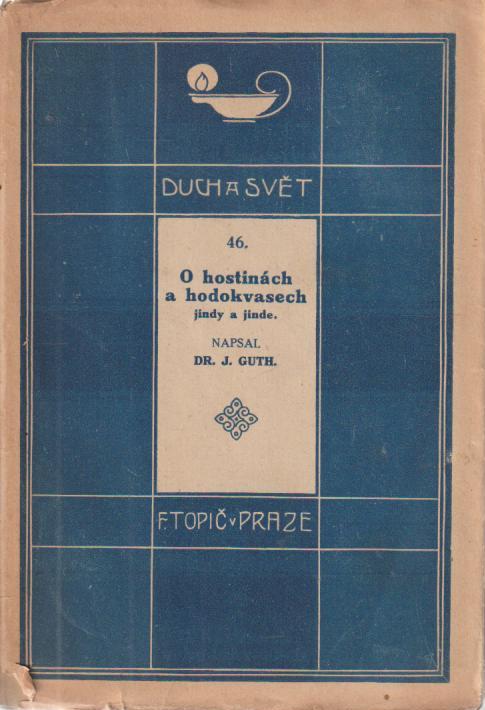 DUCH A SVĚT
46.
O hostinách
a hodokvasech
jindy a jinde.
NAPSAL
DR. J. GUTH.
F. TOPIČ V PRAZE